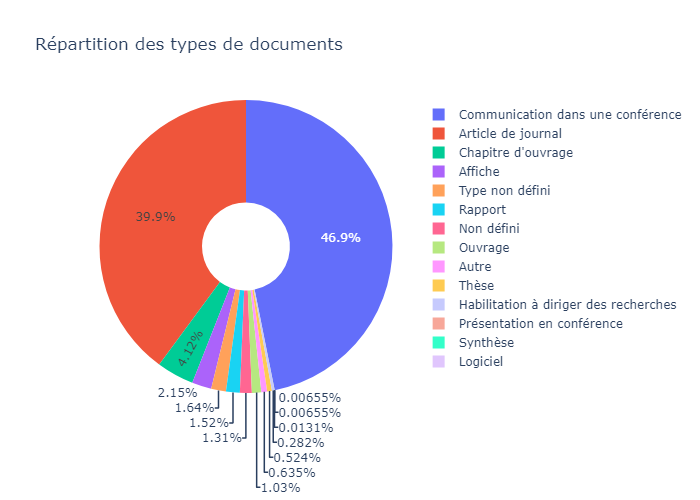 Répartition des types de documents
46.9%
39.9%
4.12%
2.15%
1.64%
1.52%
1.31%
0.00655%
0.00655%
0.0131%
0.282%
0.524%
0.635%
1.03%
Communication dans une conférence
Article de journal
Chapitre d'ouvrage
Affiche
Type non défini
Rapport
Non défini
Ouvrage
Autre
Thèse
Habilitation à diriger des recherches
Présentation en conférence
Synthèse
Logiciel